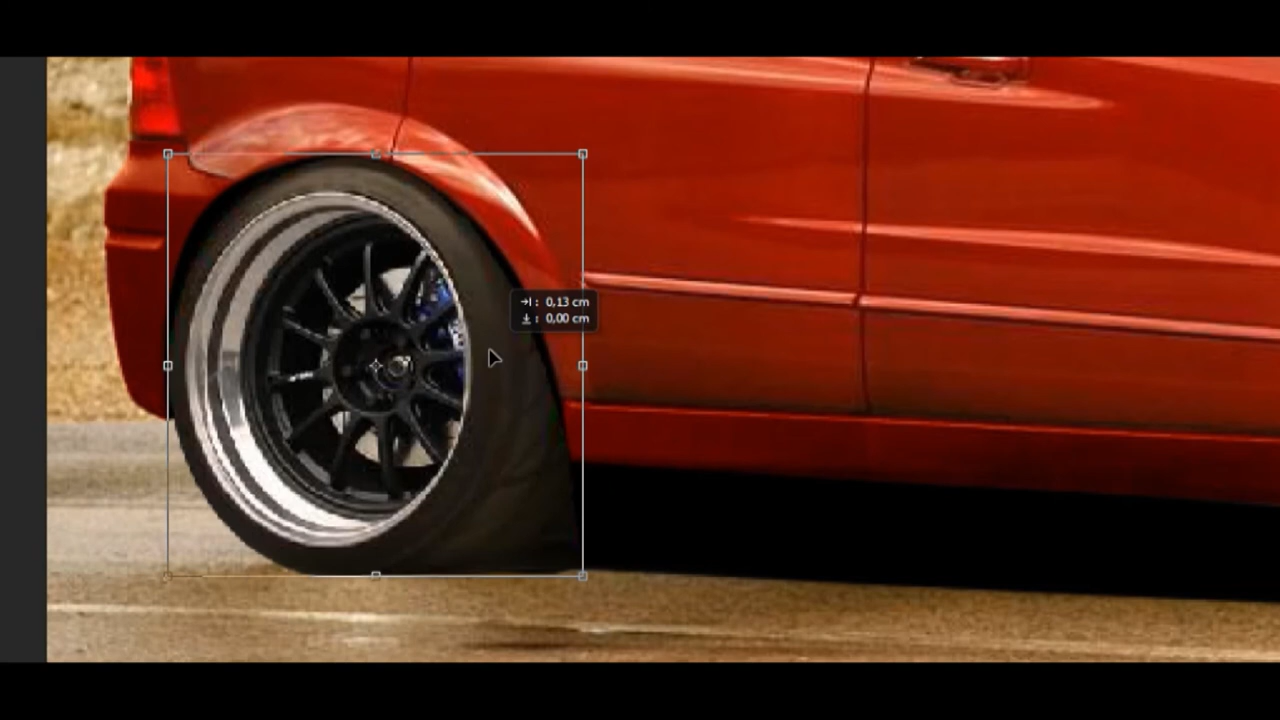 →I : 0,13 cm
⤓ : 0,00 cm